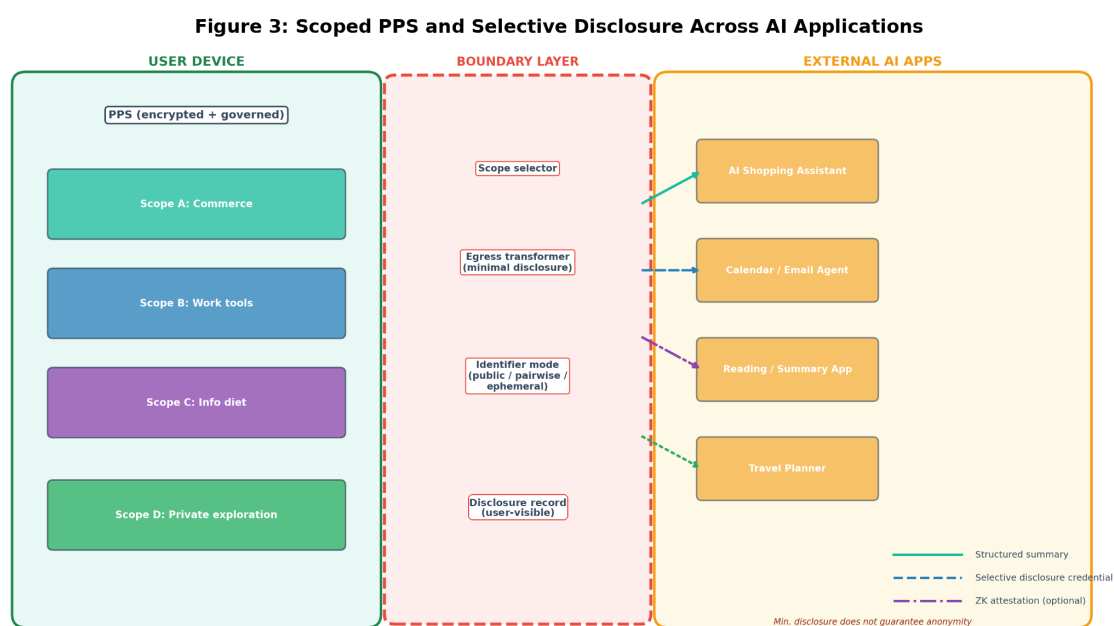 Figure 3: Scoped PPS and Selective Disclosure Across AI Applications
USER DEVICE
PPS (encrypted + governed)
Scope A: Commerce
Scope B: Work tools
Scope C: Info diet
Scope D: Private exploration
BOUNDARY LAYER
Scope selector
Egress transformer
(minimal disclosure)
Identifier mode
(public / pairwise /
ephemeral)
Disclosure record
(user-visible)
EXTERNAL AI APPS
AI Shopping Assistant
Calendar / Email Agent
Reading / Summary App
Travel Planner
Structured summary
Selective disclosure credential
ZK attestation (optional)
Min. disclosure does not guarantee anonymity